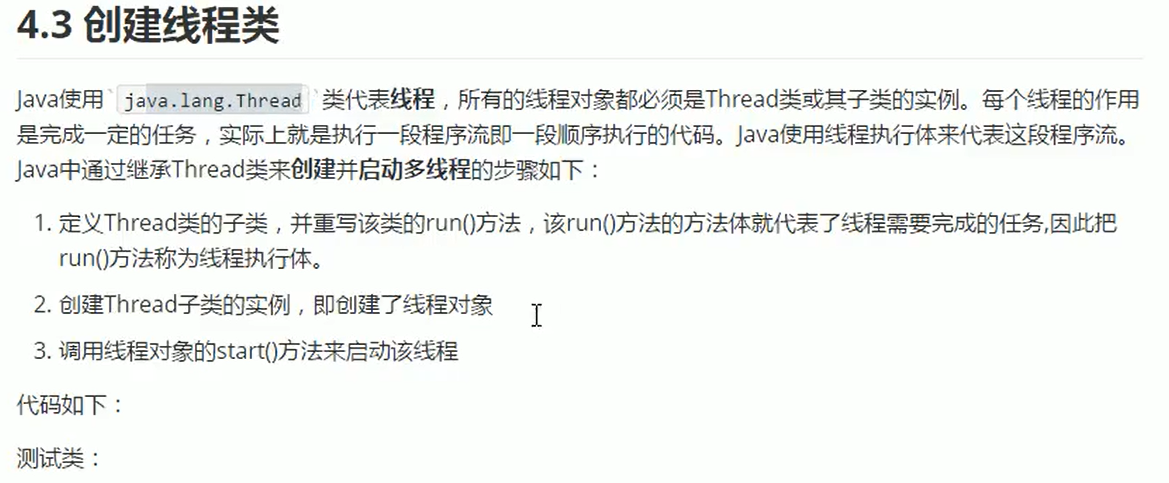 4.3 创建线程类
Java使用`java.lang.Thread`类代表线程，所有的线程对象都必须是Thread类或其子类的实例。每个线程的作用
是完成一定的任务，实际上就是执行一段程序流即一段顺序执行的代码。Java使用线程执行体来代表这段程序流。
Java中通过继承Thread类来创建并启动多线程的步骤如下：
1. 定义Thread类的子类，并重写该类的run()方法，该run()方法的方法体就代表了线程需要完成的任务,因此把
run()方法称为线程执行体。
2. 创建Thread子类的实例，即创建了线程对象
3. 调用线程对象的start()方法来启动该线程
代码如下：
测试类：